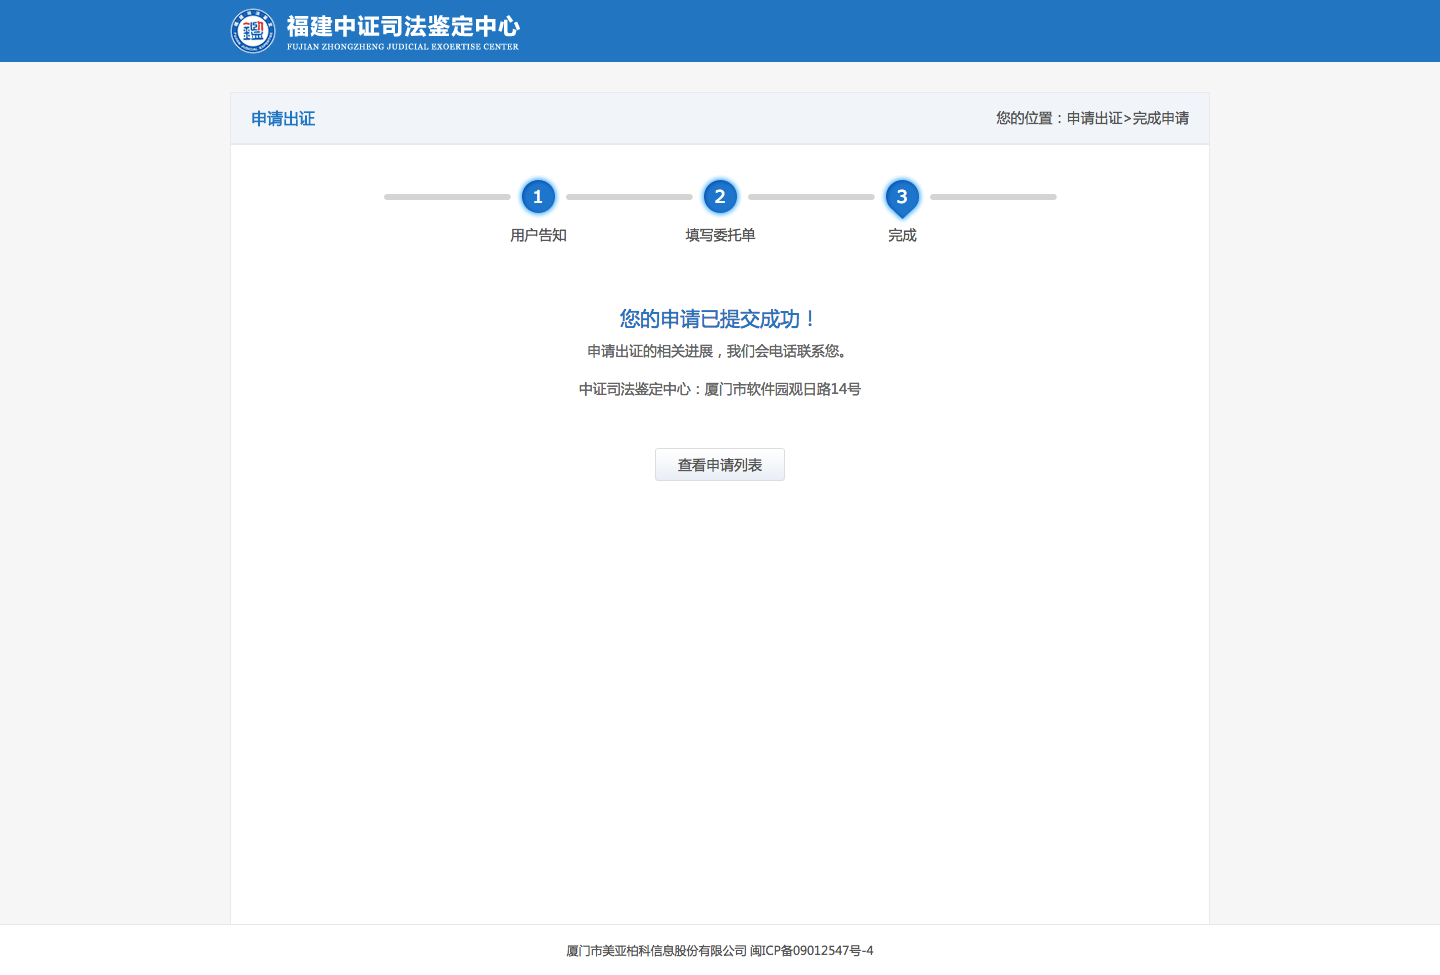 福建中证司法鉴定中心
FUJIAN ZHONGZHENG JUDICIAL EXOERTISE CENTER
申请出证
您的位置：申请出证>完成申请
1
2
3
用户告知
填写委托单
完成
您的申请已提交成功！
申请出证的相关进展，我们会电话联系您。
中证司法鉴定中心：厦门市软件园观日路14号
查看申请列表
厦门市美亚柏科信息股份有限公司 闽ICP备09012547号-4